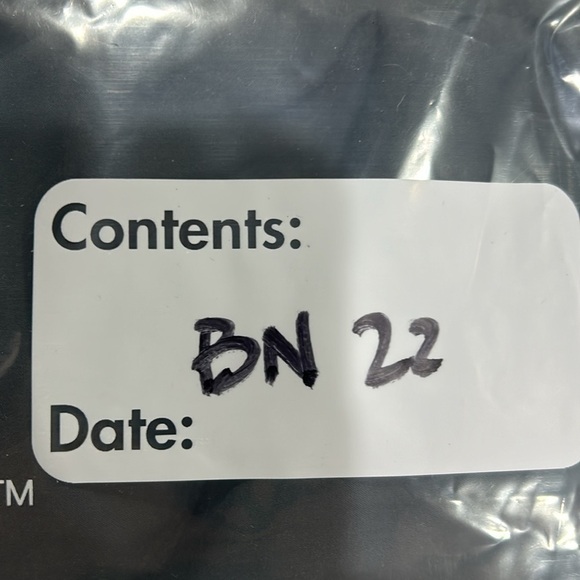 Contents:
BN 22
Date:
TM